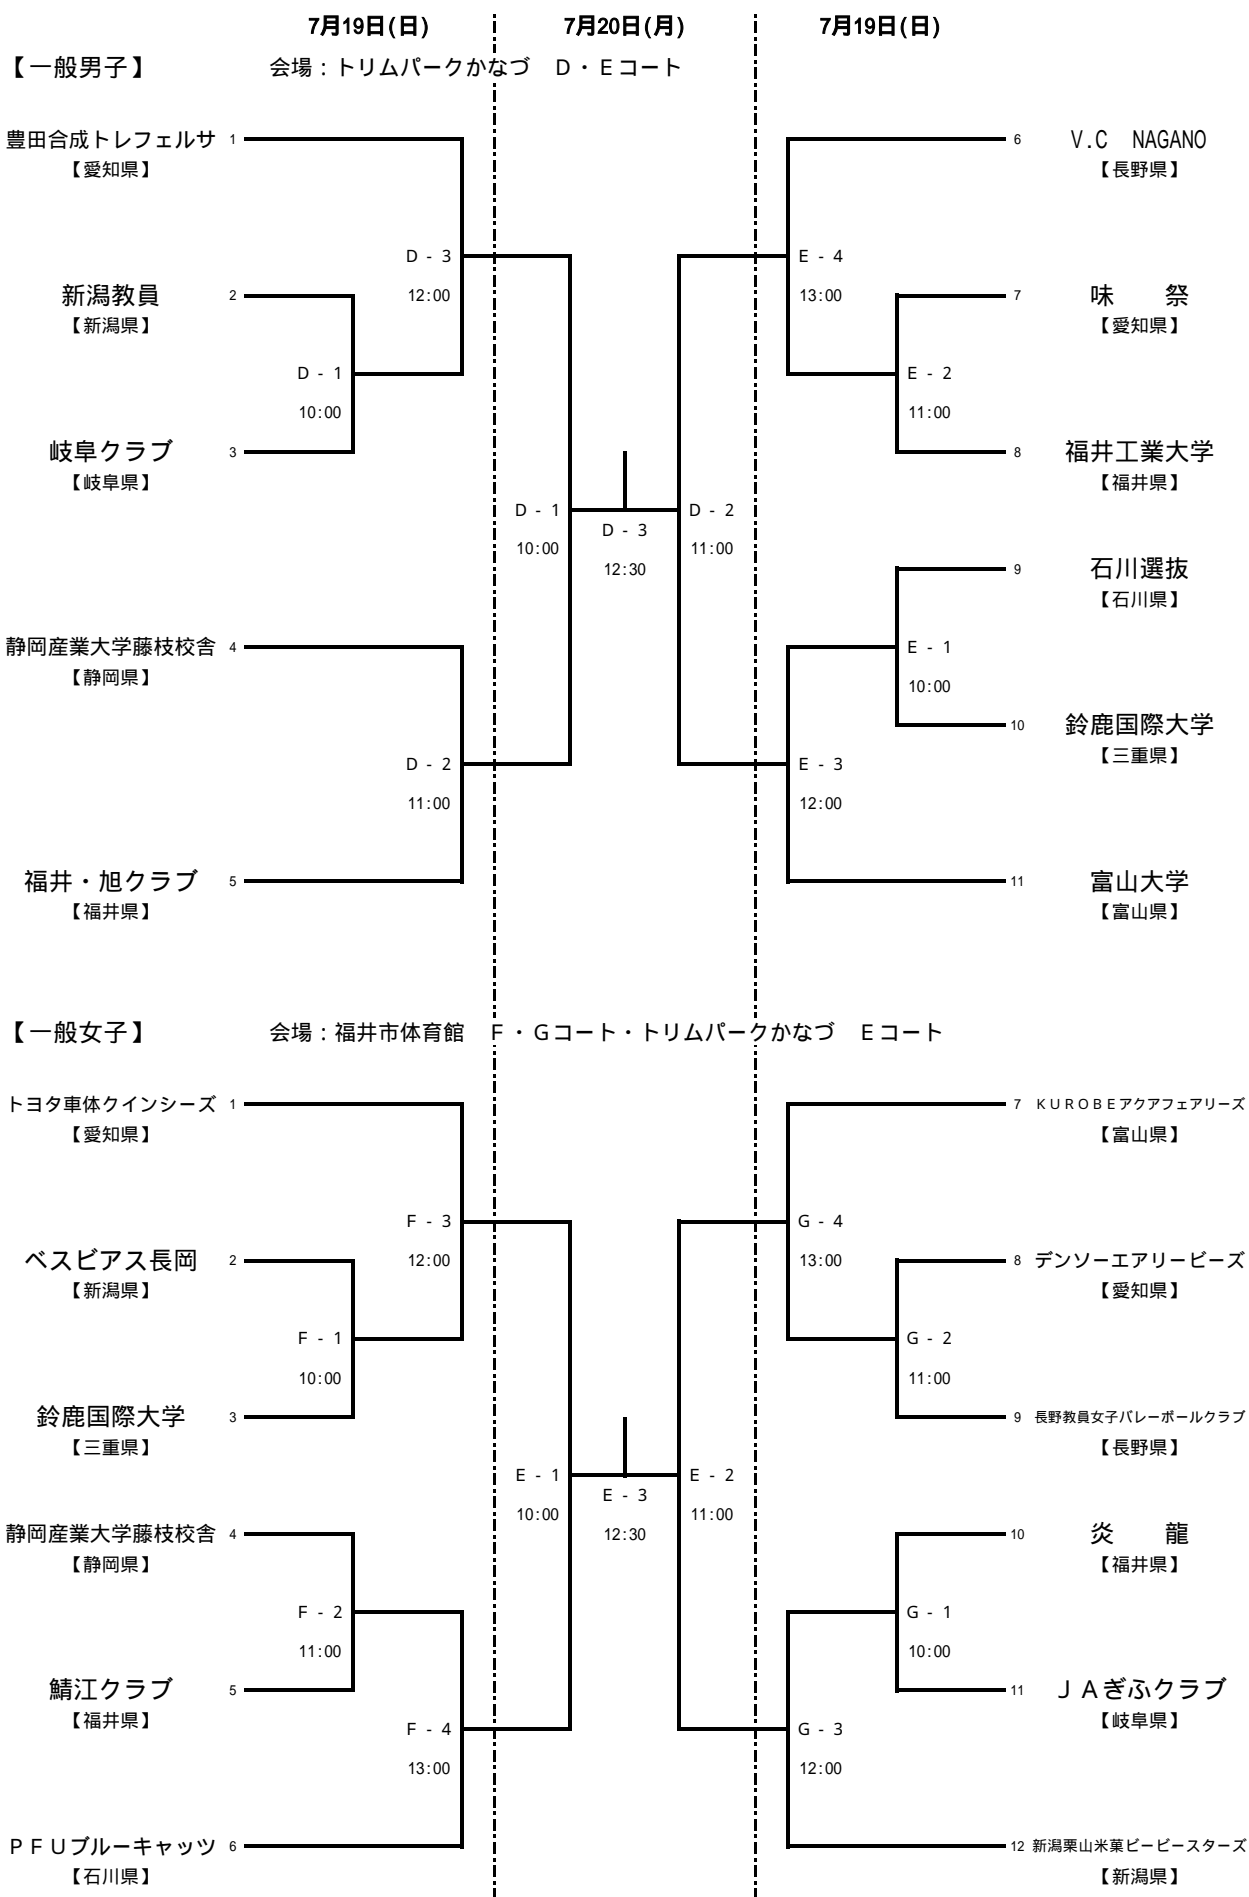 7月19日(日)
7月20日(月)
7月19日(日)
【一般男子】
会場：トリムパークかなづ　Ｄ・Ｅコート
豊田合成トレフェルサ 1
【愛知県】
新潟教員 2
【新潟県】
岐阜クラブ 3
【岐阜県】
静岡産業大学藤枝校舎 4
【静岡県】
福井・旭クラブ 5
【福井県】
D - 3
12:00
D - 1
10:00
D - 2
11:00
D - 1
10:00
D - 3
12:30
D - 2
11:00
E - 4
13:00
E - 2
11:00
E - 1
10:00
E - 3
12:00
6 V.C　NAGANO
【長野県】
7 味　　祭
【愛知県】
8 福井工業大学
【福井県】
9 石川選抜
【石川県】
10 鈴鹿国際大学
【三重県】
11 富山大学
【富山県】
【一般女子】
会場：福井市体育館　Ｆ・Ｇコート・トリムパークかなづ　Ｅコート
トヨタ車体クインシーズ 1
【愛知県】
ベスビアス長岡 2
【新潟県】
鈴鹿国際大学 3
【三重県】
静岡産業大学藤枝校舎 4
【静岡県】
鯖江クラブ 5
【福井県】
ＰＦＵブルーキャッツ 6
【石川県】
F - 3
12:00
F - 1
10:00
F - 2
11:00
F - 4
13:00
E - 1
10:00
E - 3
12:30
E - 2
11:00
G - 4
13:00
G - 2
11:00
G - 1
10:00
G - 3
12:00
7 ＫＵＲＯＢＥアクアフェアリーズ
【富山県】
8 デンソーエアリービーズ
【愛知県】
9 長野教員女子バレーボールクラブ
【長野県】
10 炎　　龍
【福井県】
11 ＪＡぎふクラブ
【岐阜県】
12 新潟栗山米菓ビービースターズ
【新潟県】